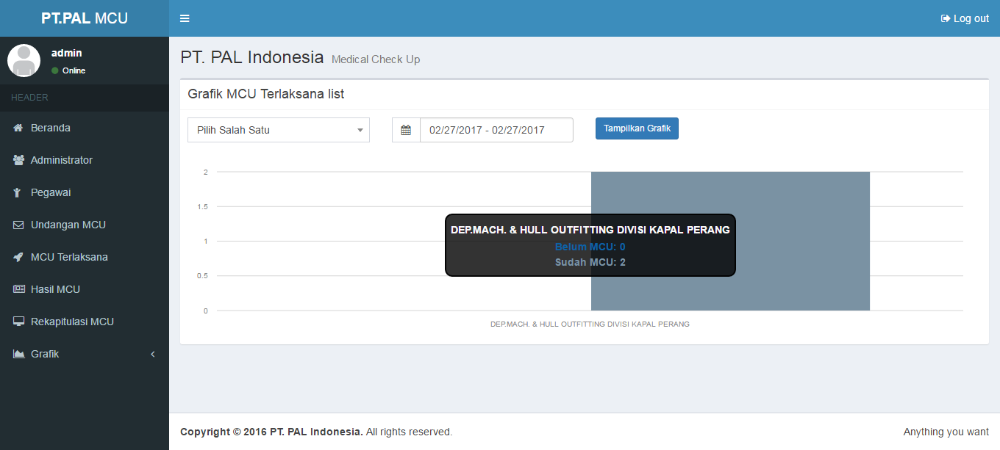 PT.PAL MCU
Log out
admin
Online
HEADER
Beranda
Administrator
Pegawai
Undangan MCU
MCU Terlaksana
Hasil MCU
Rekapitulasi MCU
Grafik
PT. PAL Indonesia Medical Check Up
Grafik MCU Terlaksana list
Pilih Salah Satu
02/27/2017 - 02/27/2017
Tampilkan Grafik
2
1.5
1
0.5
0
DEP.MACH. & HULL OUTFITTING DIVISI KAPAL PERANG
Belum MCU: 0
Sudah MCU: 2
DEP.MACH. & HULL OUTFITTING DIVISI KAPAL PERANG
Copyright © 2016 PT. PAL Indonesia. All rights reserved.
Anything you want